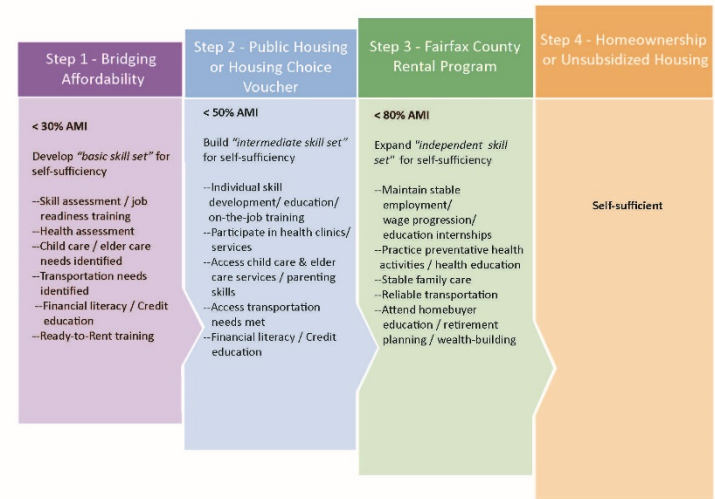 Step 1 - Bridging
Affordability
< 30% AMI
Develop "basic skill set" for
self-sufficiency
--Skill assessment / job
readiness training
--Health assessment
--Child care / elder care
needs identified
--Transportation needs
identified
--Financial literacy / Credit
education
--Ready-to-Rent training
Step 2 - Public Housing
or Housing Choice
Voucher
< 50% AMI
Build "intermediate skill set"
for self-sufficiency
--Individual skill
development/ education/
on-the-job training
--Participate in health clinics/
services
--Access child care & elder
care services / parenting
skills
--Access transportation
needs met
--Financial literacy / Credit
education
Step 3 - Fairfax County
Rental Program
< 80% AMI
Expand "independent skill
set" for self-sufficiency
--Maintain stable
employment/
wage progression/
education internships
--Practice preventative health
activities / health education
--Stable family care
--Reliable transportation
--Attend homebuyer
education / retirement
planning / wealth-building
Step 4 - Homeownership
or Unsubsidized Housing
Self-sufficient